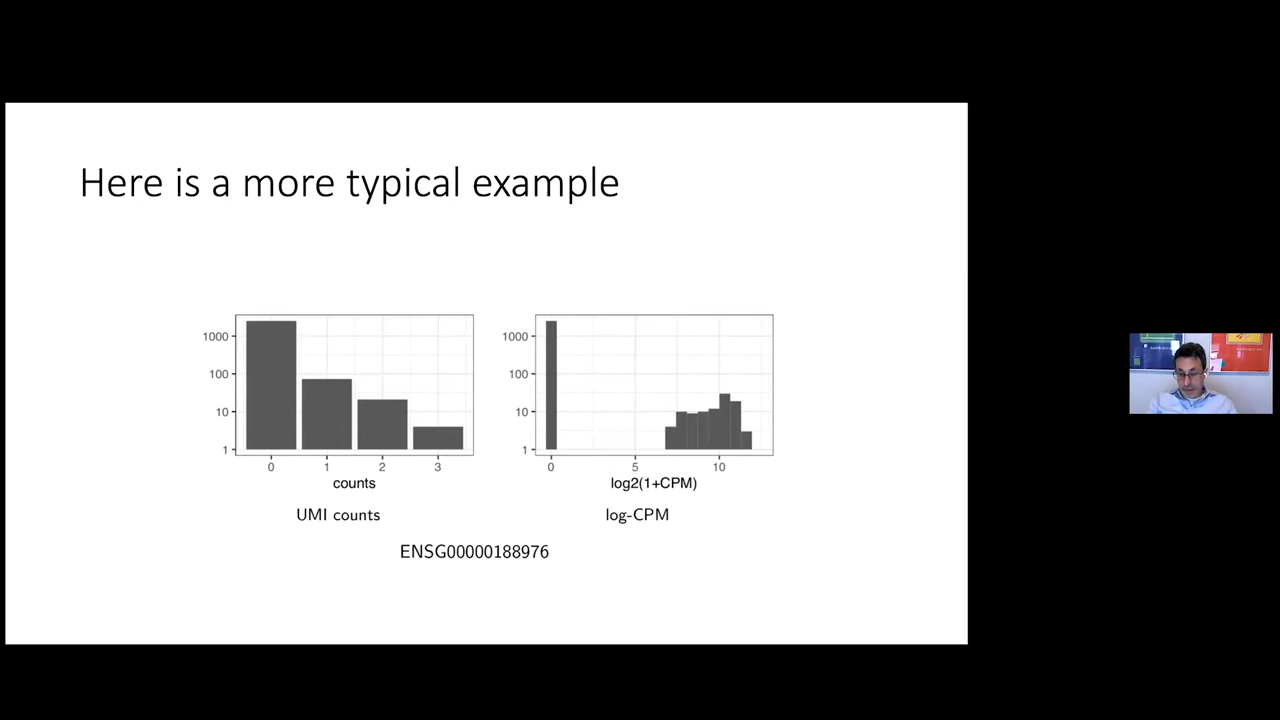 Here is a more typical example
1000
100
10
1
0 1 2 3
counts
UMI counts
1000
100
10
1
0 5 10
log2(1+CPM)
log-CPM
ENSG00000188976